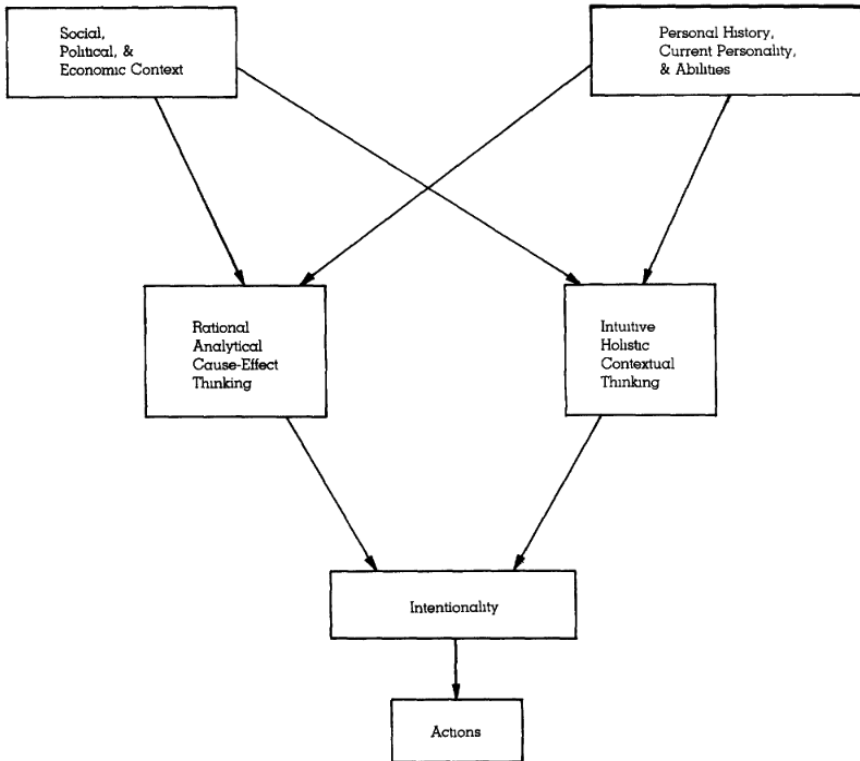 Social,
Political, &
Economic Context
Personal History,
Current Personality,
& Abilities
Rational
Analytical
Cause-Effect
Thinking
Intuitive
Holistic
Contextual
Thinking
Intentionality
Actions